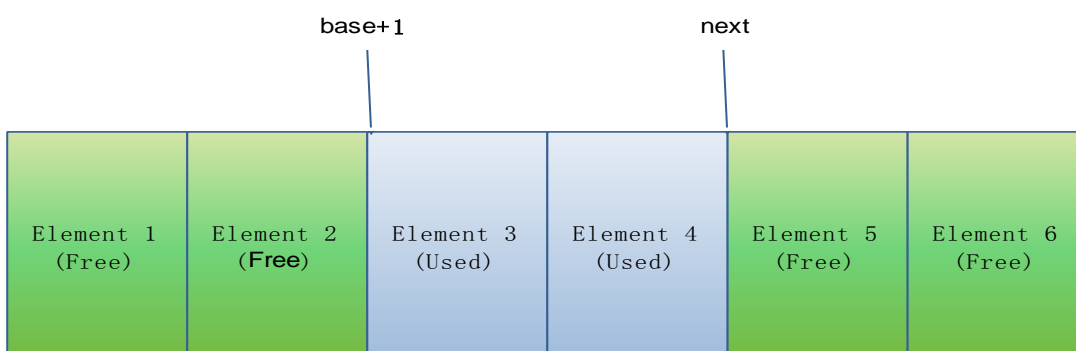 base+1
next
Element 1
(Free)
Element 2
(Free)
Element 3
(Used)
Element 4
(Used)
Element 5
(Free)
Element 6
(Free)